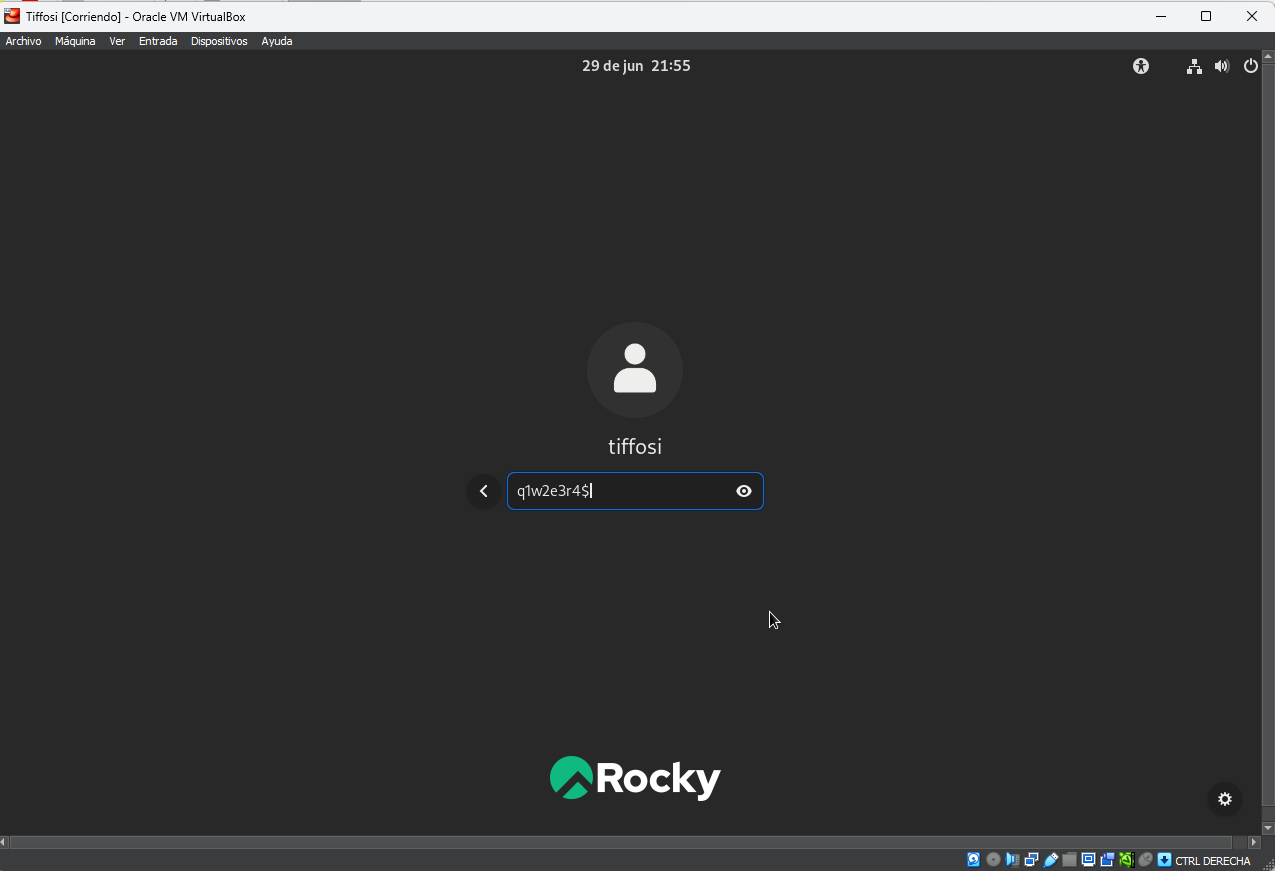 Tiffosi [Corriendo] - Oracle VM VirtualBox
Archivo Máquina Ver Entrada Dispositivos Ayuda
29 de jun 21:55
tiffosi
q1w2e3r4$
Rocky
CTRL DERECHA